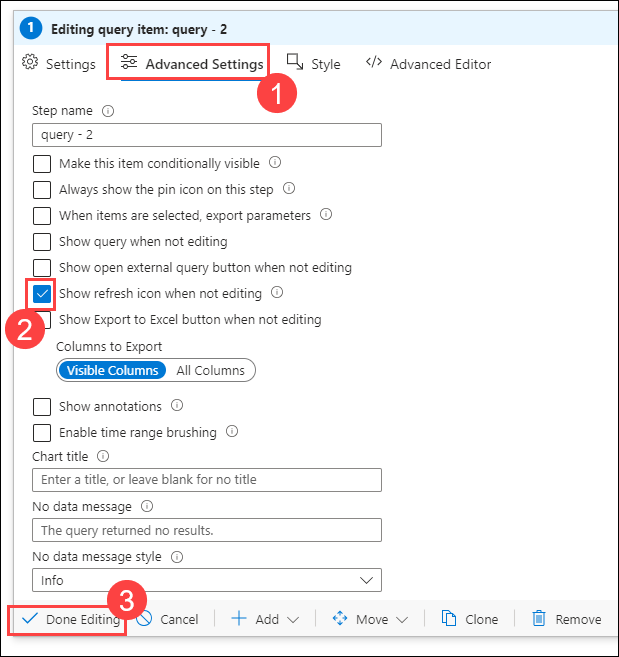 1 Editing query item: query - 2
Settings Advanced Settings Style </> Advanced Editor
1
Step name
query - 2
Make this item conditionally visible
Always show the pin icon on this step
When items are selected, export parameters
Show query when not editing
Show open external query button when not editing
Show refresh icon when not editing
2
Show Export to Excel button when not editing
Columns to Export
Visible Columns All Columns
Show annotations
Enable time range brushing
Chart title
Enter a title, or leave blank for no title
No data message
The query returned no results.
No data message style
Info
3
Done Editing Cancel Add Move Clone Remove